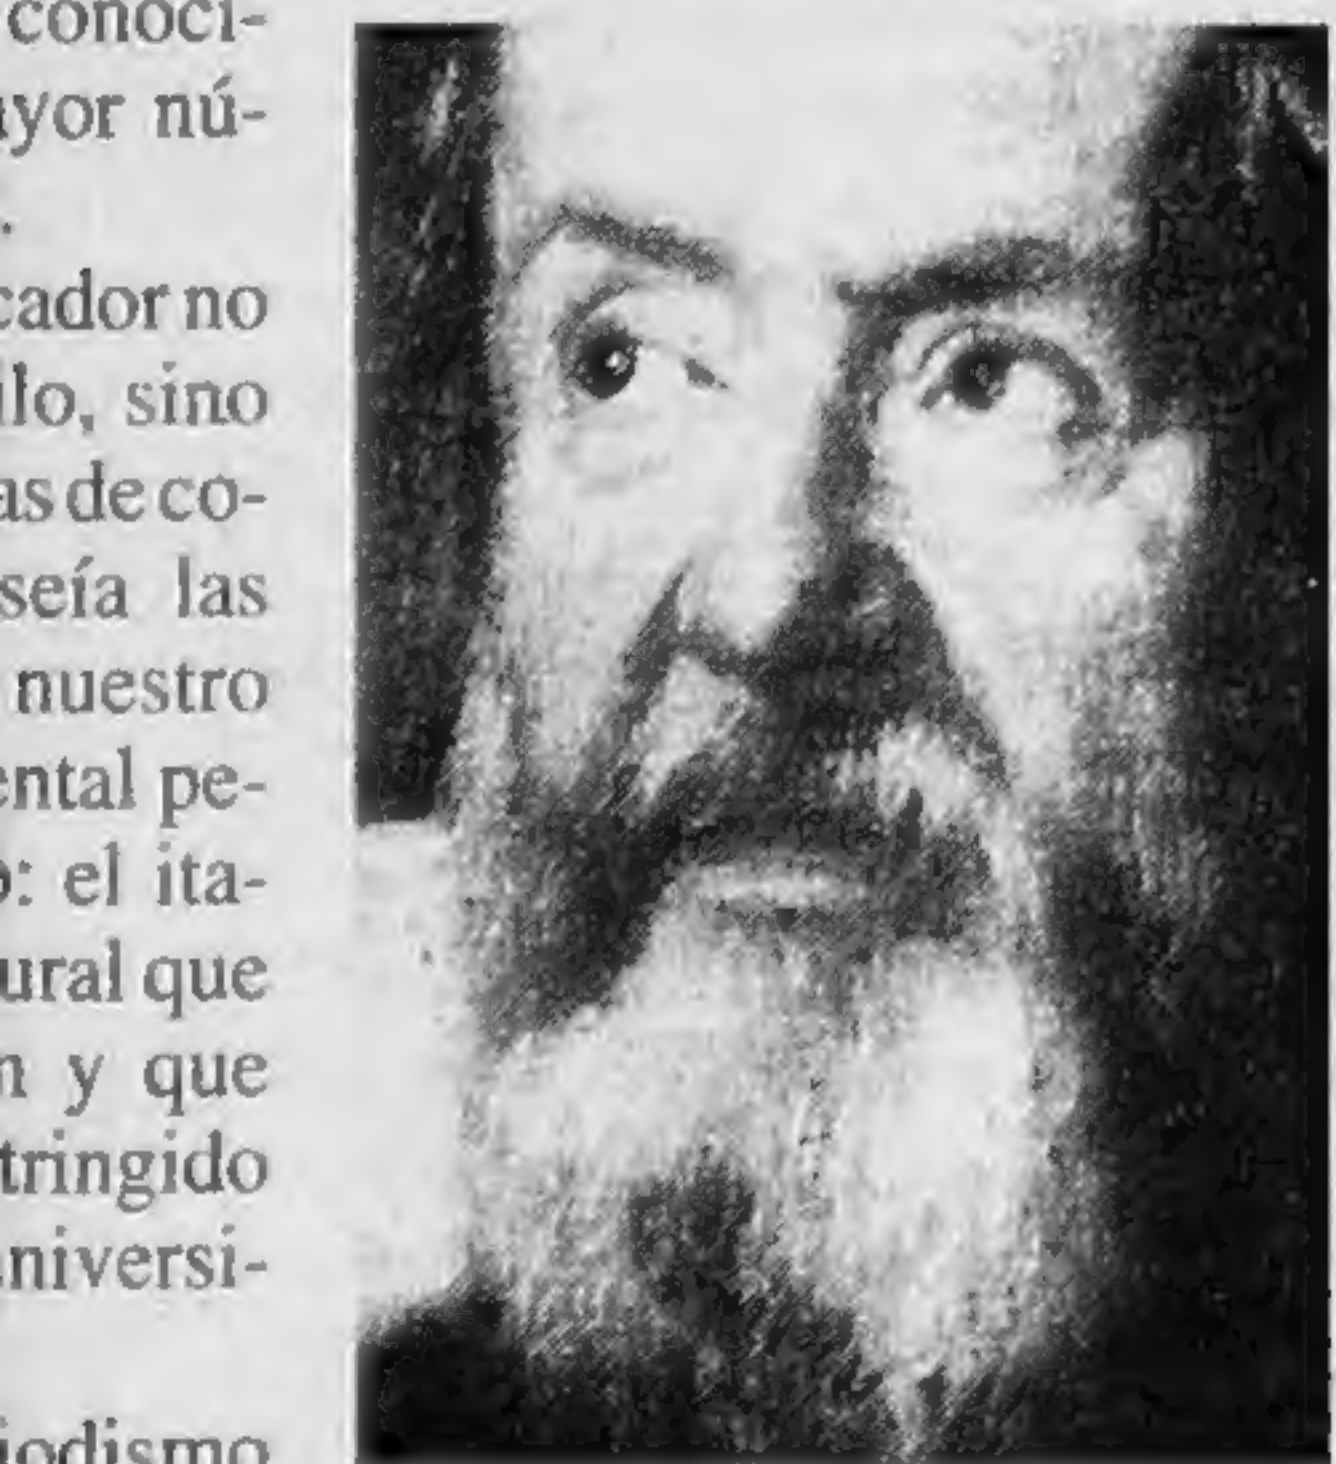 conoci-
ayor nú-
.
cador no
ilo, sino
as de co-
seía las
nuestro
ental pe-
o: el ita-
ural que
n y que
tringido
niversi-
iodismo